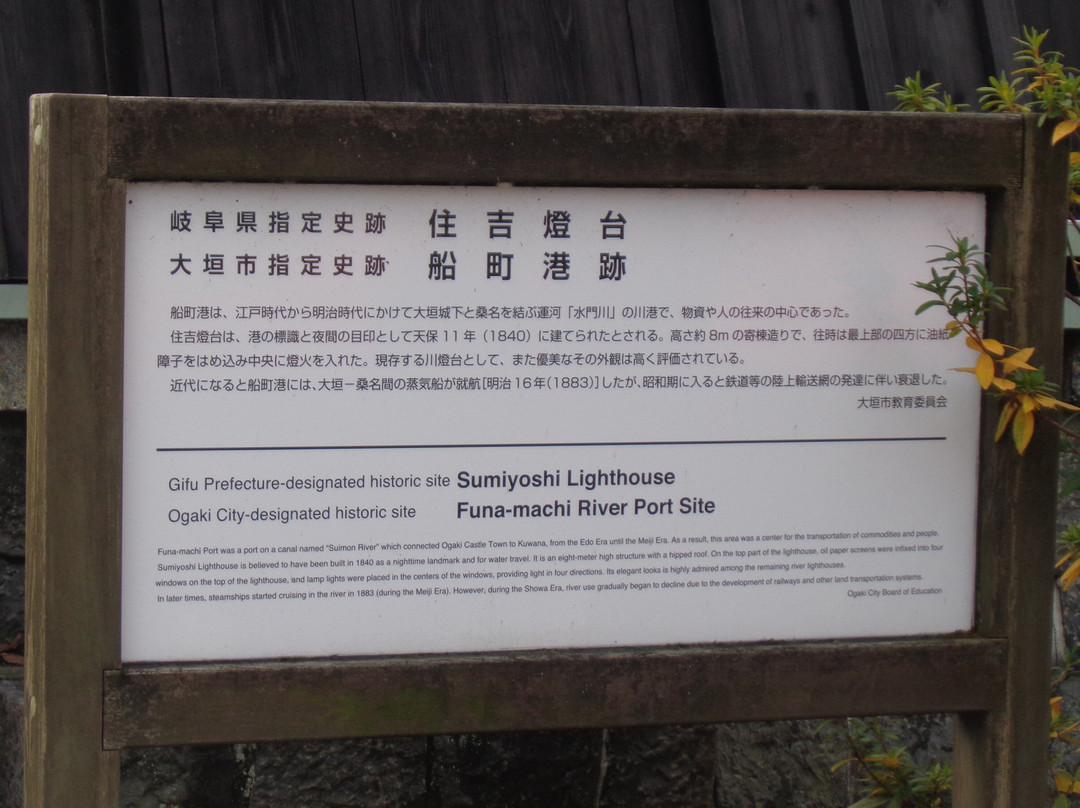 岐阜県指定史跡 住吉燈台
大垣市指定史跡 船町港跡
船町港は、江戸時代から明治時代にかけて大垣城下と桑名を結ぶ運河「水門川」の川港で、物資や人の往来の中心であった。
住吉燈台は、港の標識と夜間の目印として天保 11 年（1840）に建てられたとされる。高さ約 8m の寄棟造りで、往時は最上部の四方に油紙
障子をはめ込み中央に燈火を入れた。現存する川燈台として、また優美なその外観は高く評価されている。
近代になると船町港には、大垣－桑名間の蒸気船が就航[明治 16 年(1883)]したが、昭和期に入ると鉄道等の陸上輸送網の発達に伴い衰退した。
大垣市教育委員会
Gifu Prefecture-designated historic site Sumiyoshi Lighthouse
Ogaki City-designated historic site Funa-machi River Port Site
Funa-machi Port was a port on a canal named "Suimon River" which connected Ogaki Castle Town to Kuwana, from the Edo Era until the Meiji Era. As a result, this area was a center for the transportation of commodities and people.
Sumiyoshi Lighthouse is believed to have been built in 1840 as a nighttime landmark and for water travel. It is an eight-meter high structure with a hipped roof. On the top part of the lighthouse, oil paper screens were infixed into four
windows on the top of the lighthouse, and lamp lights were placed in the centers of the windows, providing light in four directions. Its elegant looks is highly admired among the remaining river lighthouses.
In later times, steamships started cruising in the river in 1883 (during the Meiji Era). However, during the Showa Era, river use gradually began to decline due to the development of railways and other land transportation systems.
Ogaki City Board of Education